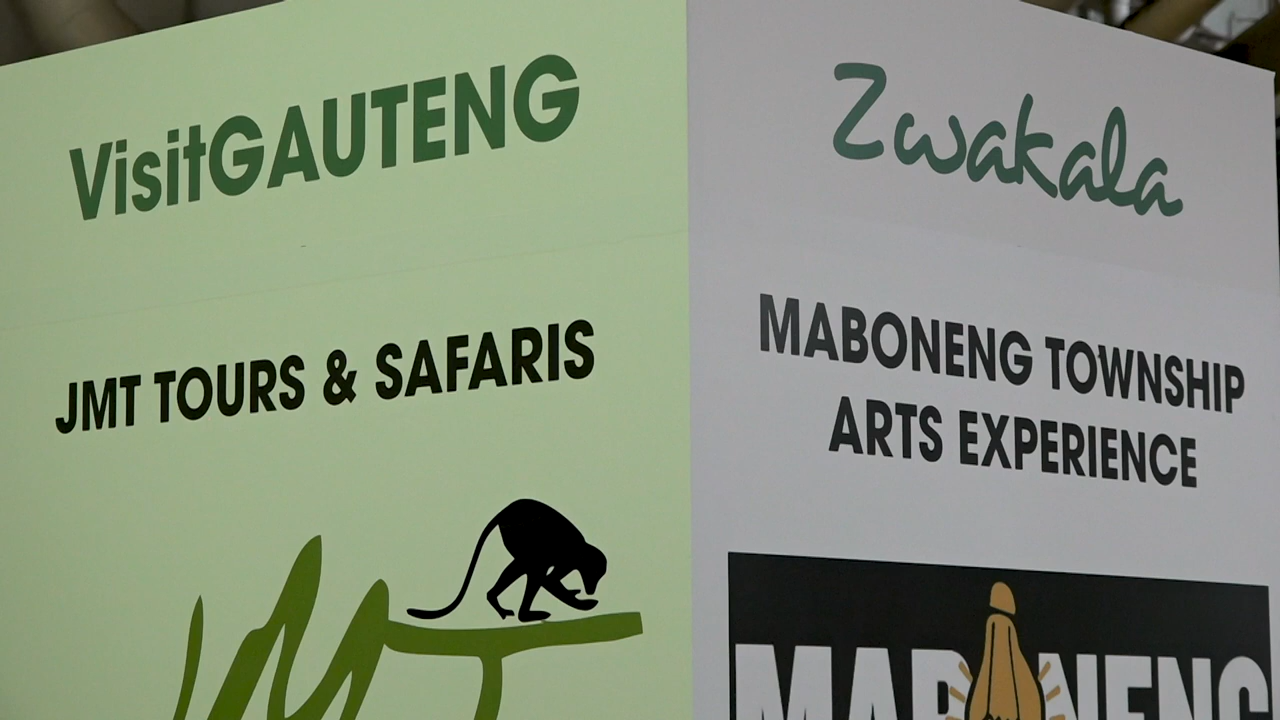 VisitGAUTENG
JMT TOURS & SAFARIS
Zwakala
MABONENG TOWNSHIP
ARTS EXPERIENCE